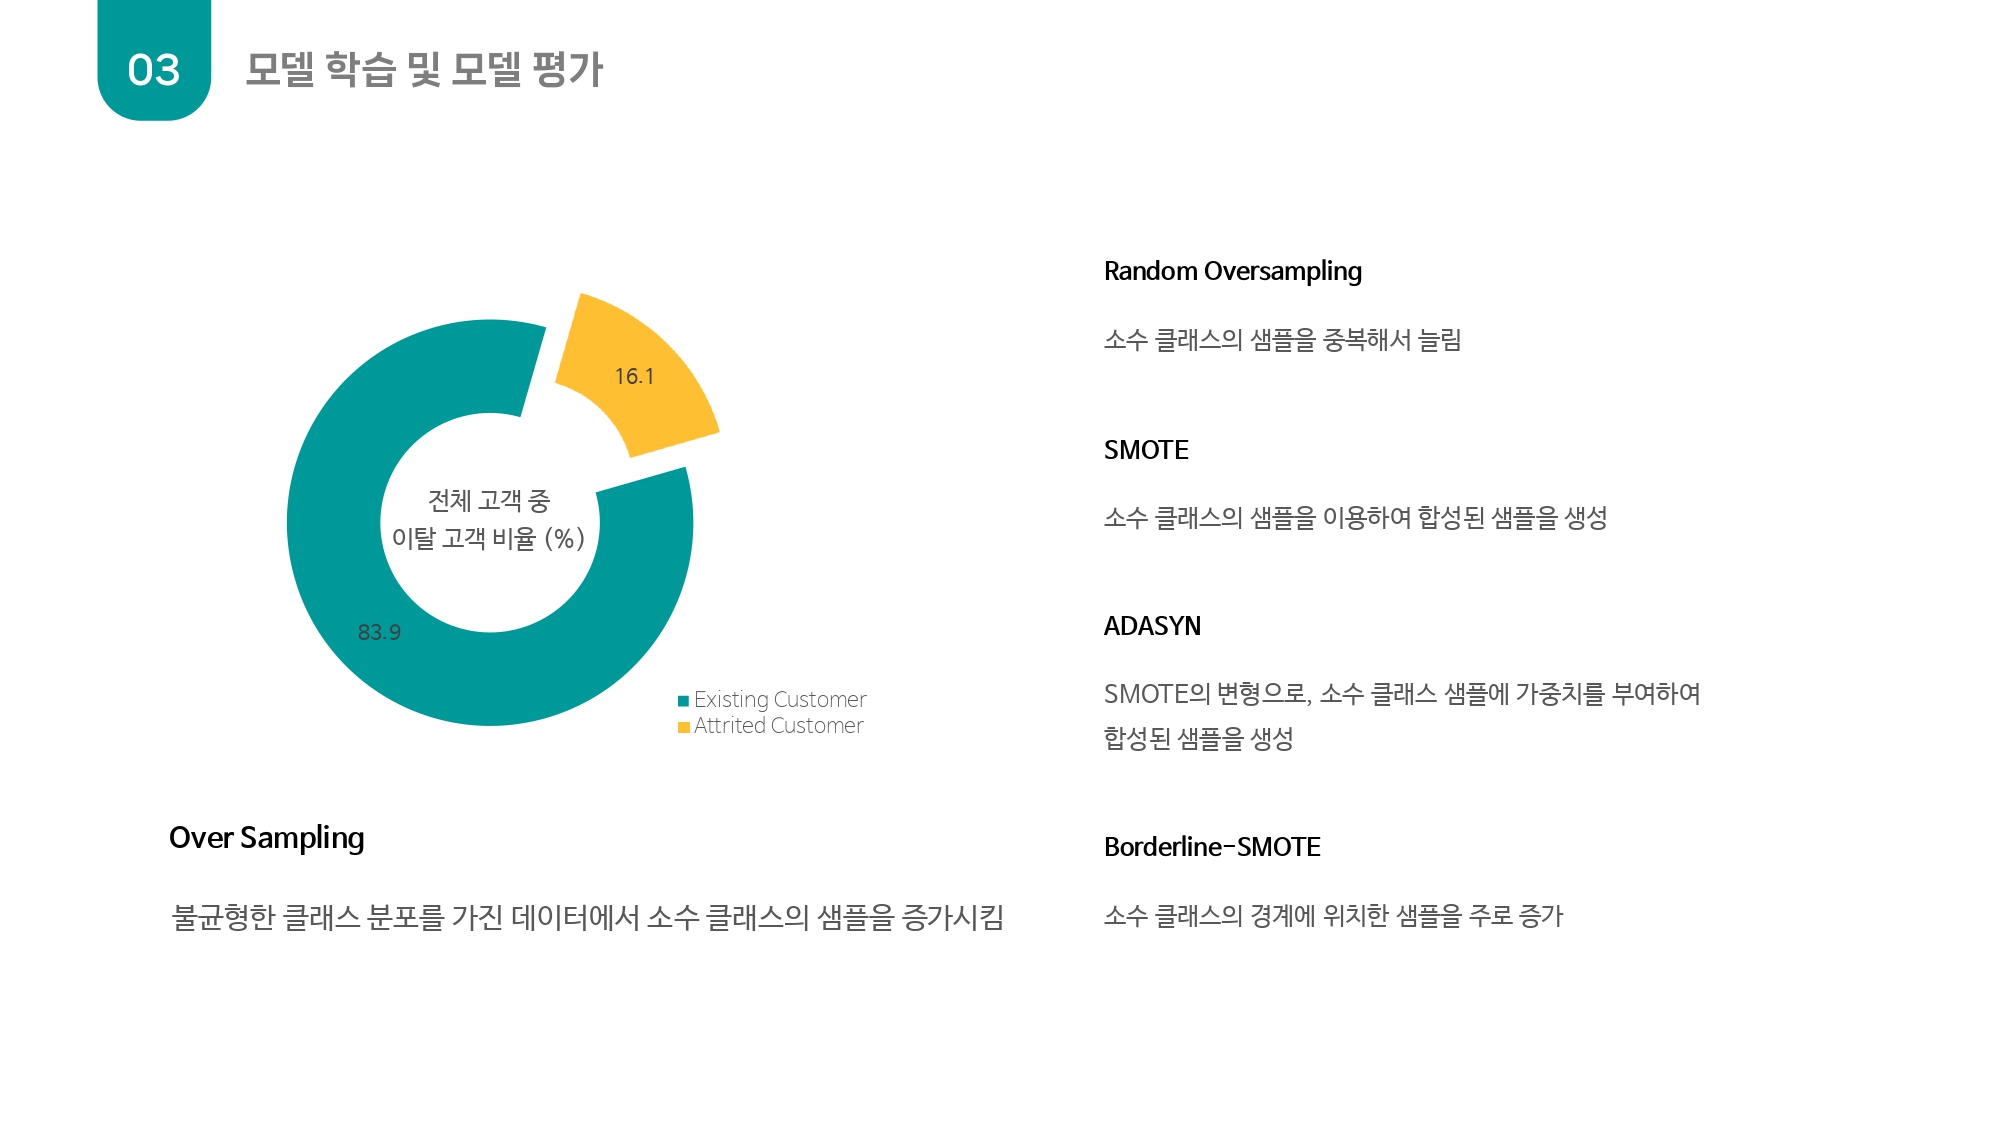 03
모델 학습 및 모델 평가
16.1
전체 고객 중
이탈 고객 비율 (%)
83.9
Existing Customer
Attrited Customer
Over Sampling
불균형한 클래스 분포를 가진 데이터에서 소수 클래스의 샘플을 증가시킴
Random Oversampling
소수 클래스의 샘플을 중복해서 늘림
SMOTE
소수 클래스의 샘플을 이용하여 합성된 샘플을 생성
ADASYN
SMOTE의 변형으로, 소수 클래스 샘플에 가중치를 부여하여
합성된 샘플을 생성
Borderline-SMOTE
소수 클래스의 경계에 위치한 샘플을 주로 증가